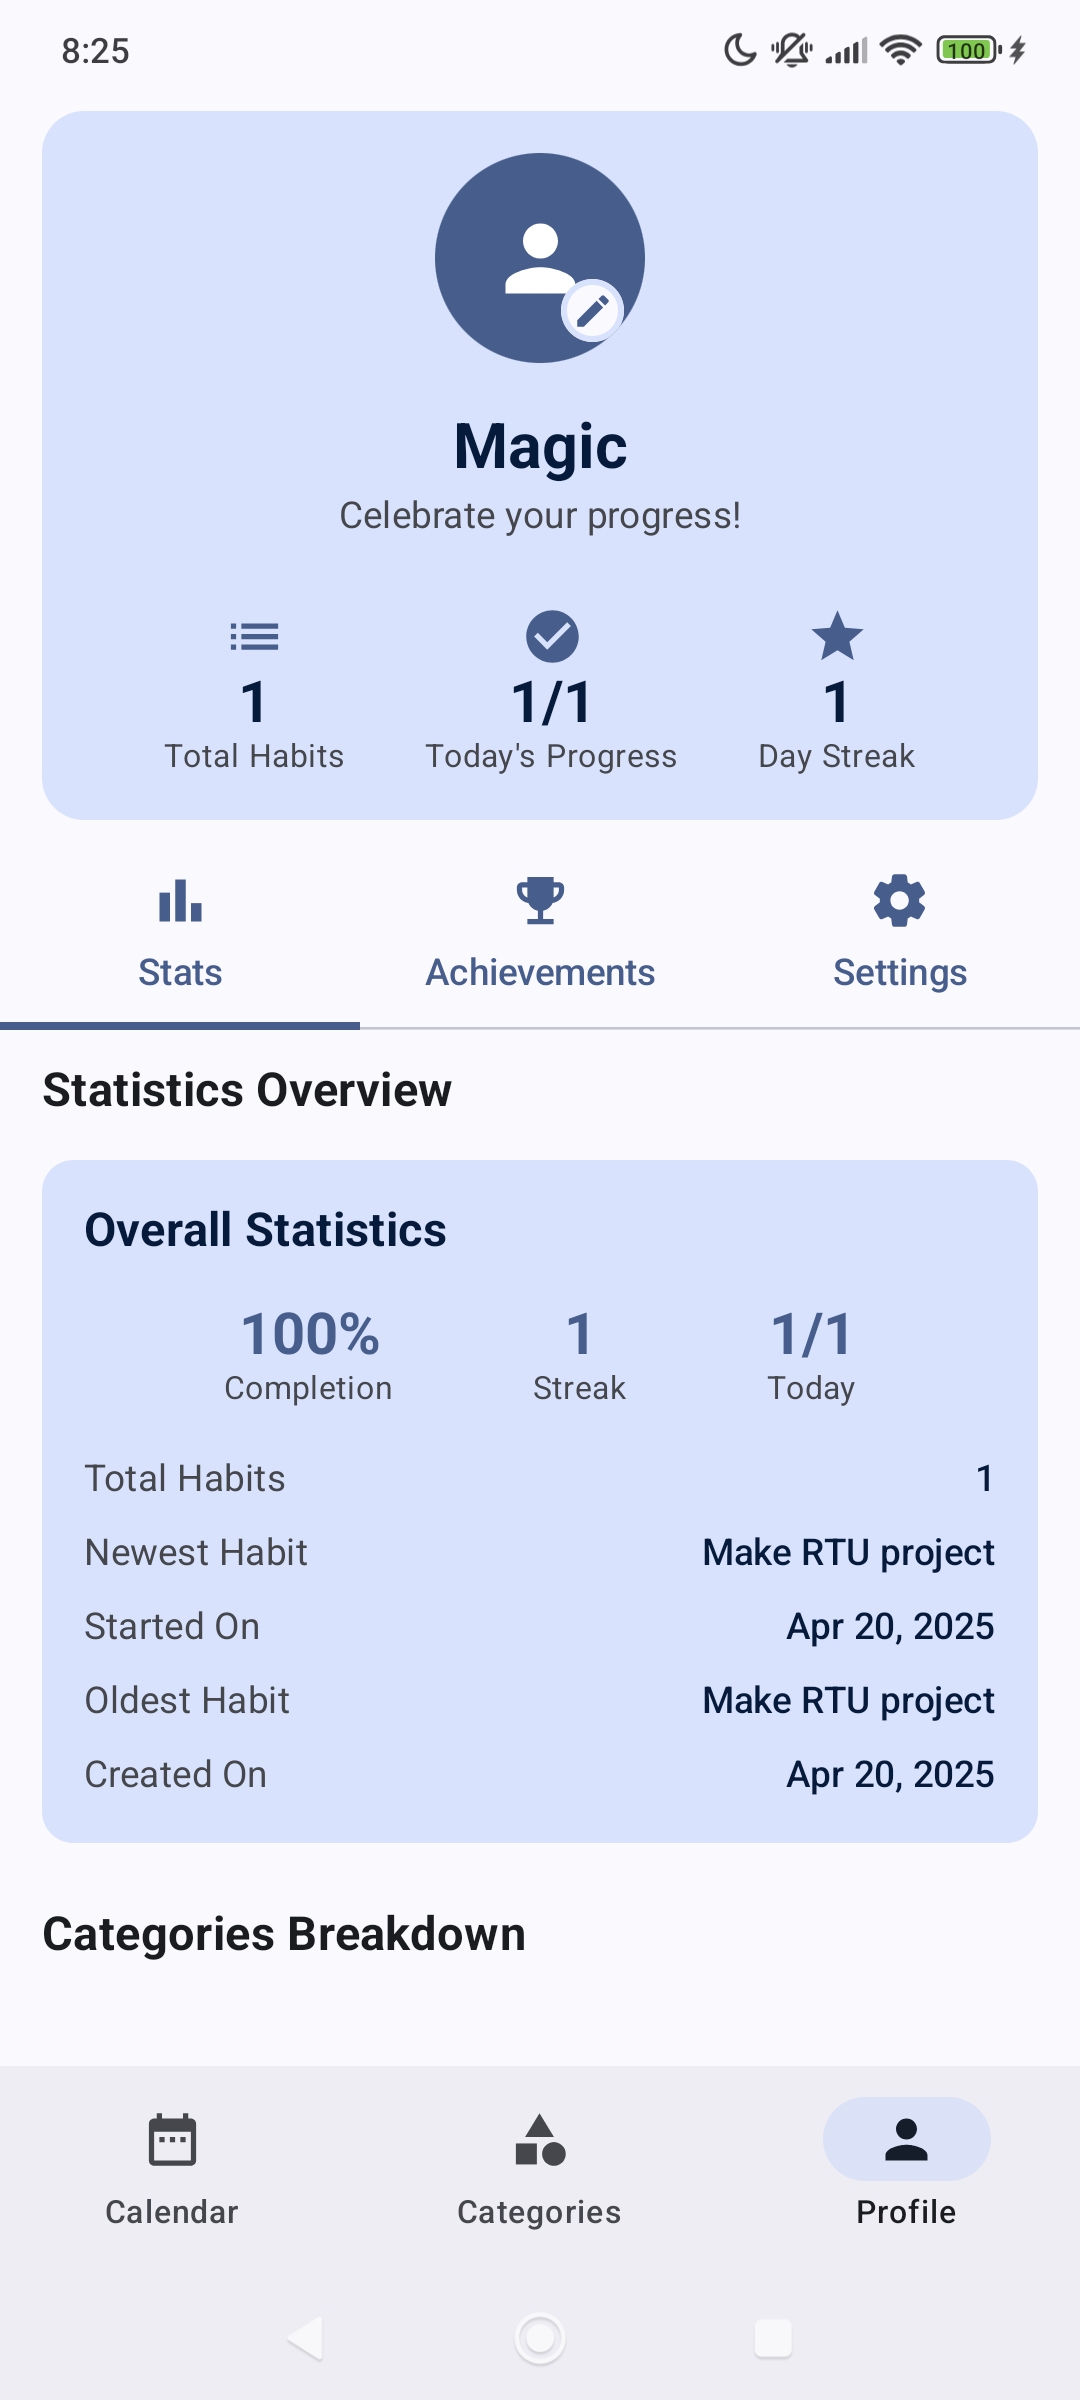 8:25
100
Magic
Celebrate your progress!
1
1/1
1
Total Habits
Today's Progress
Day Streak
Stats
Achievements
Settings
Statistics Overview
Overall Statistics
100%
1
1/1
Completion
Streak
Today
Total Habits 1
Newest Habit Make RTU project
Started On Apr 20, 2025
Oldest Habit Make RTU project
Created On Apr 20, 2025
Categories Breakdown
Calendar
Categories
Profile